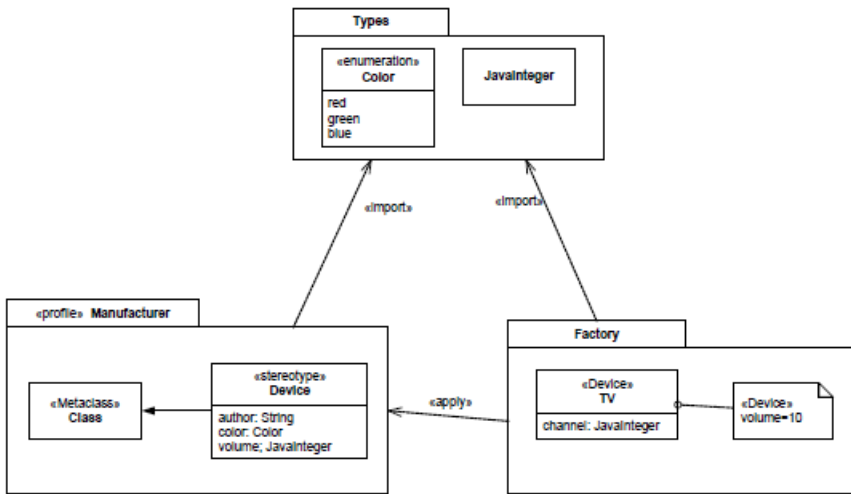 Types
«enumeration»
Color
red
green
blue
JavaInteger
«import»
«import»
«profile» Manufacturer
«Metaclass»
Class
«stereotype»
Device
author: String
color: Color
volume; JavaInteger
«apply»
Factory
«Device»
TV
channel: JavaInteger
«Device»
volume=10